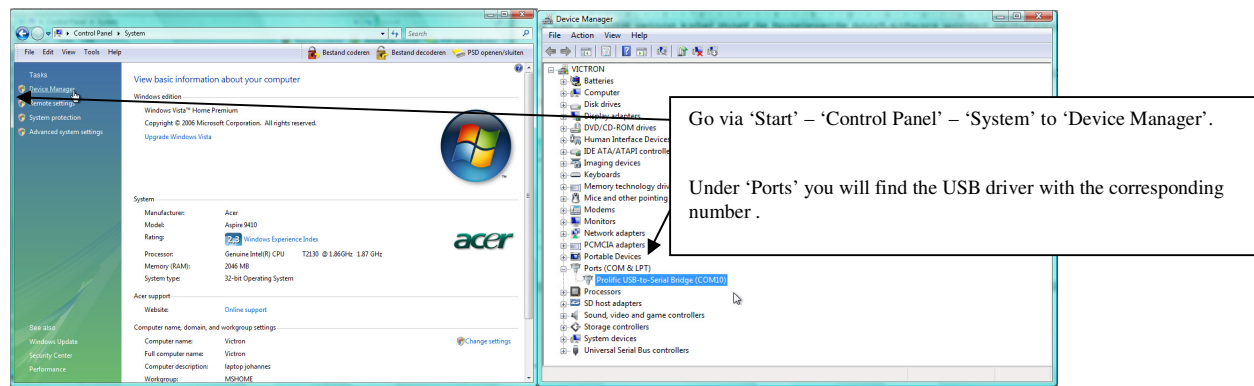 Control Panel ▸ System
Search
File Edit View Tools Help
Bestand coderen Bestand decoderen PSD openen/sluiten
Tasks
Device Manager
Remote settings
System protection
Advanced system settings
See also
Windows Update
Security Center
Performance
View basic information about your computer
Windows edition
Windows Vista™ Home Premium
Copyright © 2006 Microsoft Corporation. All rights reserved.
Upgrade Windows Vista
System
Manufacturer: Acer
Model: Aspire 9410
Rating: 2,3 Windows Experience Index
Processor: Genuine Intel(R) CPU T2130 @ 1.86GHz 1.87 GHz
Memory (RAM): 2046 MB
System type: 32-bit Operating System
acer
Acer support
Website: Online support
Computer name, domain, and workgroup settings
Computer name: Victron
Change settings
Full computer name: Victron
Computer description: laptop johannes
Workgroup: MSHOME
Device Manager
File Action View Help
VICTRON
Batteries
Computer
Disk drives
Display adapters
DVD/CD-ROM drives
Human Interface Devices
IDE ATA/ATAPI controlle
Imaging devices
Keyboards
Memory technology driv
Mice and other pointing
Modems
Monitors
Network adapters
PCMCIA adapters
Portable Devices
Ports (COM & LPT)
Prolific USB-to-Serial Bridge (COM10)
Processors
SD host adapters
Sound, video and game controllers
Storage controllers
System devices
Universal Serial Bus controllers
Go via ‘Start’ – ‘Control Panel’ – ‘System’ to ‘Device Manager’.
Under ‘Ports’ you will find the USB driver with the corresponding
number .